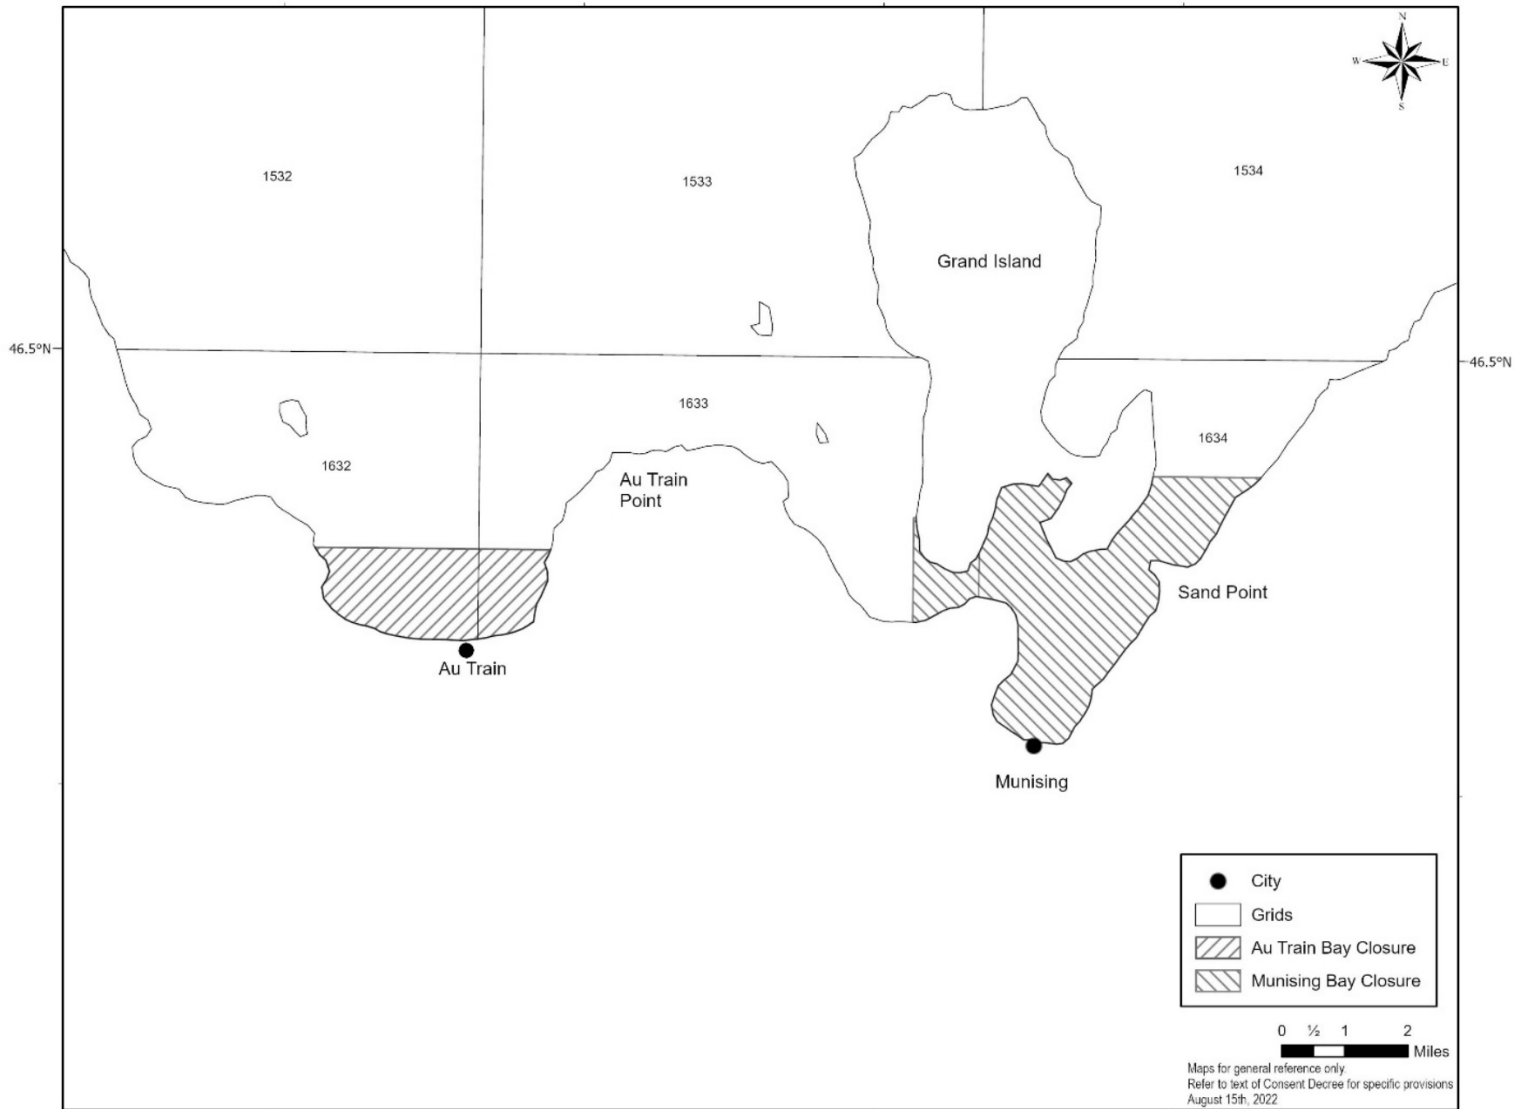 N
W E
S
1532
1533
1534
Grand Island
46.5°N
46.5°N
1633
1634
1632
Au Train
Point
Sand Point
Au Train
Munising
City
Grids
Au Train Bay Closure
Munising Bay Closure
0 ½ 1 2
Miles
Maps for general reference only.
Refer to text of Consent Decree for specific provisions
August 15th, 2022